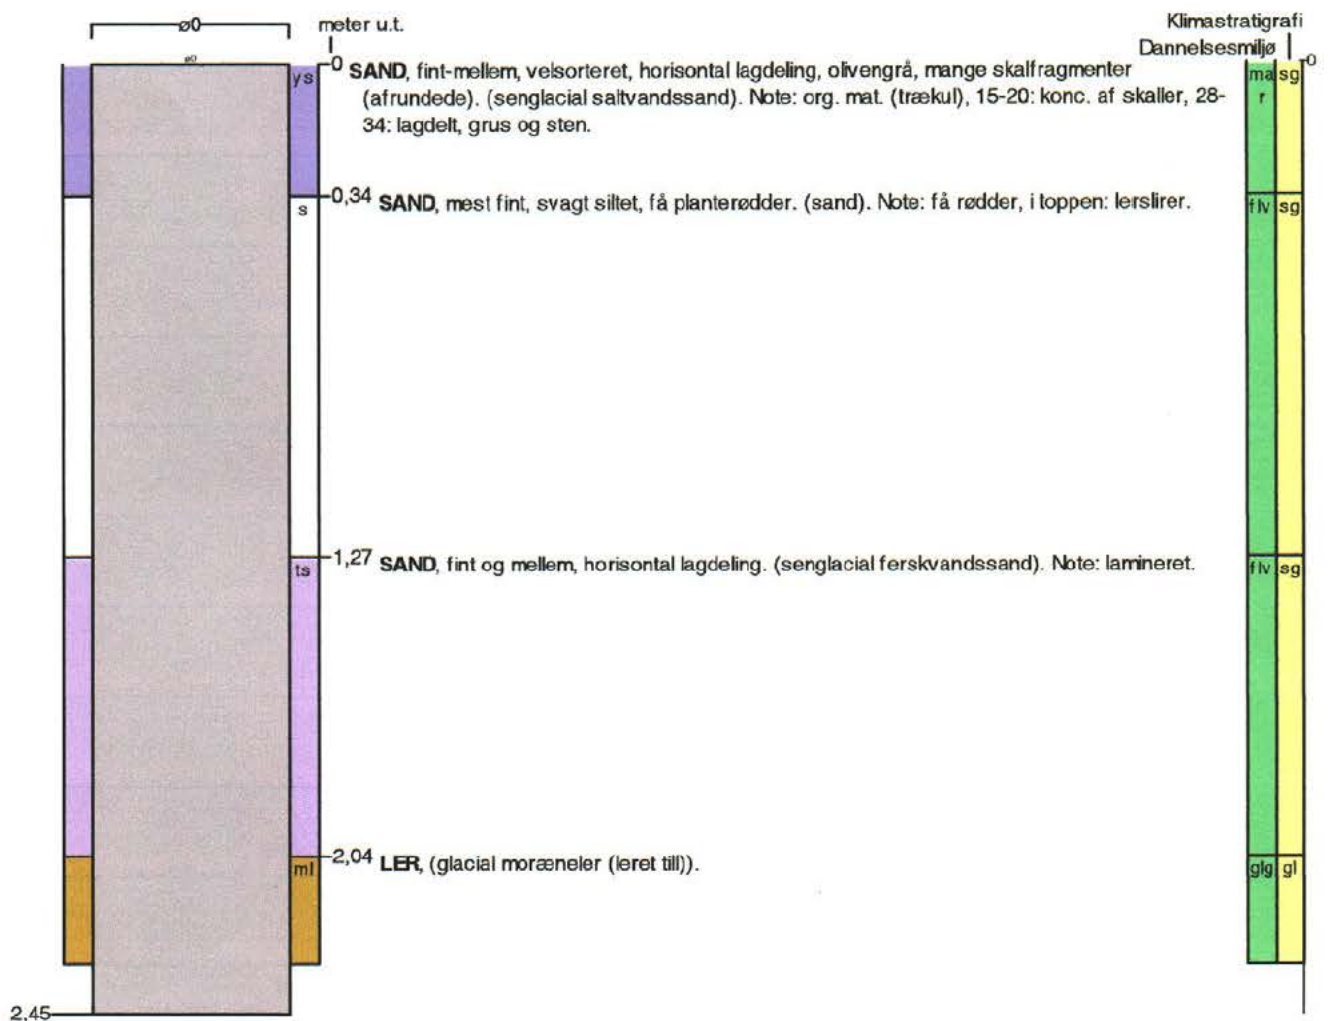 ø0
meter u.t.
Klimastratigrafi
Dannelsesmiljø
ø0
0
0
ys
SAND, fint-mellem, velsorteret, horisontal lagdeling, olivengrå, mange skalfragmenter
(afrundede). (senglacial saltvandssand). Note: org. mat. (trækul), 15-20: konc. af skaller, 28-
34: lagdelt, grus og sten.
ma sg
r
0,34 SAND, mest fint, svagt siltet, få planterødder. (sand). Note: få rødder, i toppen: lerslirer.
s
flv sg
1,27 SAND, fint og mellem, horisontal lagdeling. (senglacial ferskvandssand). Note: lamineret.
ts
flv sg
2,04 LER, (glacial moræneler (leret till)).
ml
glg gl
2,45